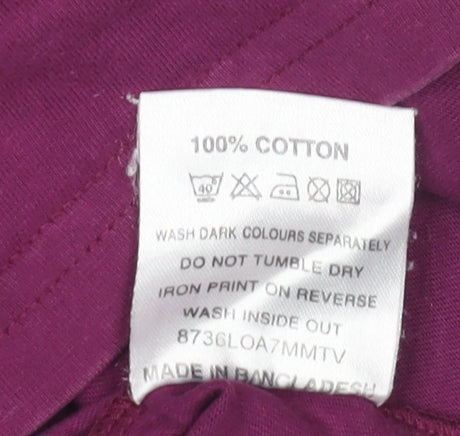 100% COTTON
40°
WASH DARK COLOURS SEPARATELY
DO NOT TUMBLE DRY
IRON PRINT ON REVERSE
WASH INSIDE OUT
8736LOA7MMTV
MADE IN BANGLADESH